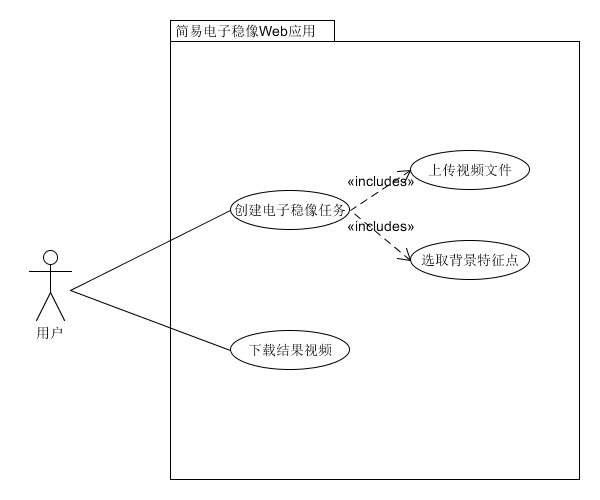 简易电子稳像Web应用
上传视频文件
«includes»
创建电子稳像任务
«includes»
选取背景特征点
用户
下载结果视频